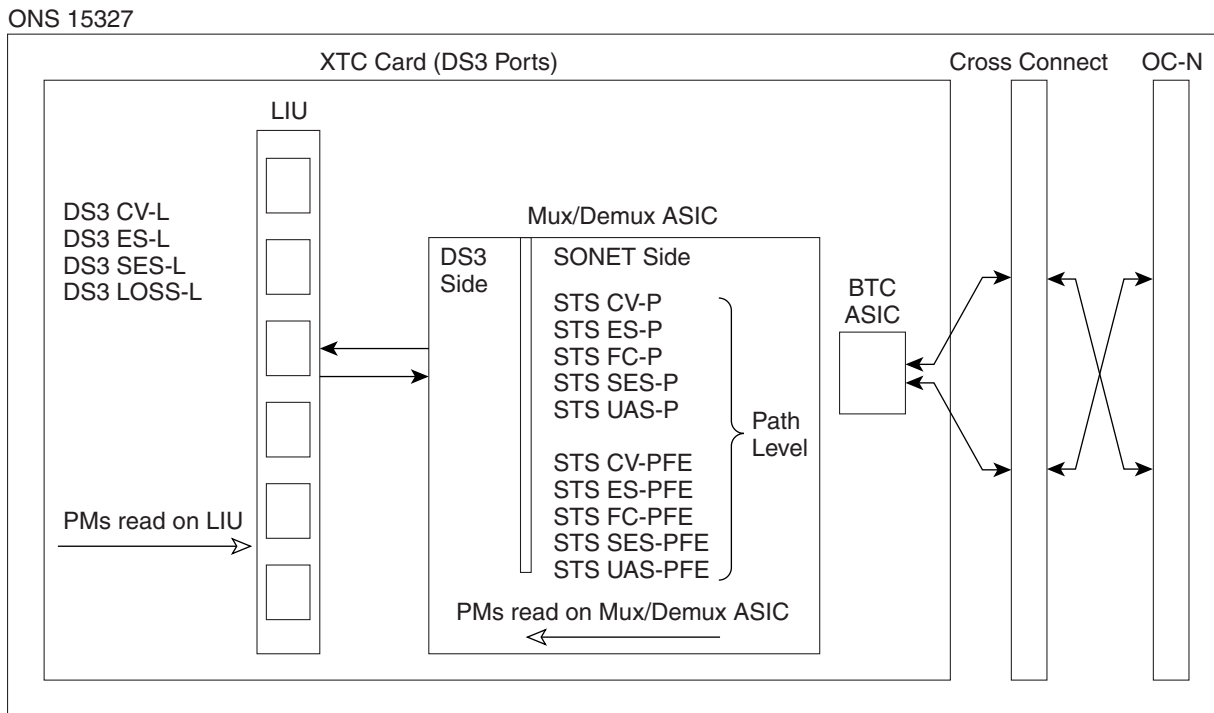 ONS 15327
XTC Card (DS3 Ports)
Cross Connect
OC-N
LIU
DS3 CV-L
DS3 ES-L
DS3 SES-L
DS3 LOSS-L
Mux/Demux ASIC
DS3
Side
SONET Side
STS CV-P
STS ES-P
STS FC-P
STS SES-P
STS UAS-P
STS CV-PFE
STS ES-PFE
STS FC-PFE
STS SES-PFE
STS UAS-PFE
Path
Level
BTC
ASIC
PMs read on LIU
PMs read on Mux/Demux ASIC